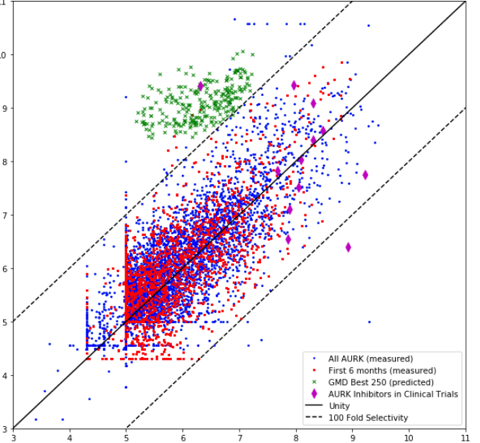 11
10
9
8
7
6
5
4
3
3 4 5 6 7 8 9 10 11
All AURK (measured)
First 6 months (measured)
GMD Best 250 (predicted)
AURK Inhibitors in Clinical Trials
Unity
100 Fold Selectivity